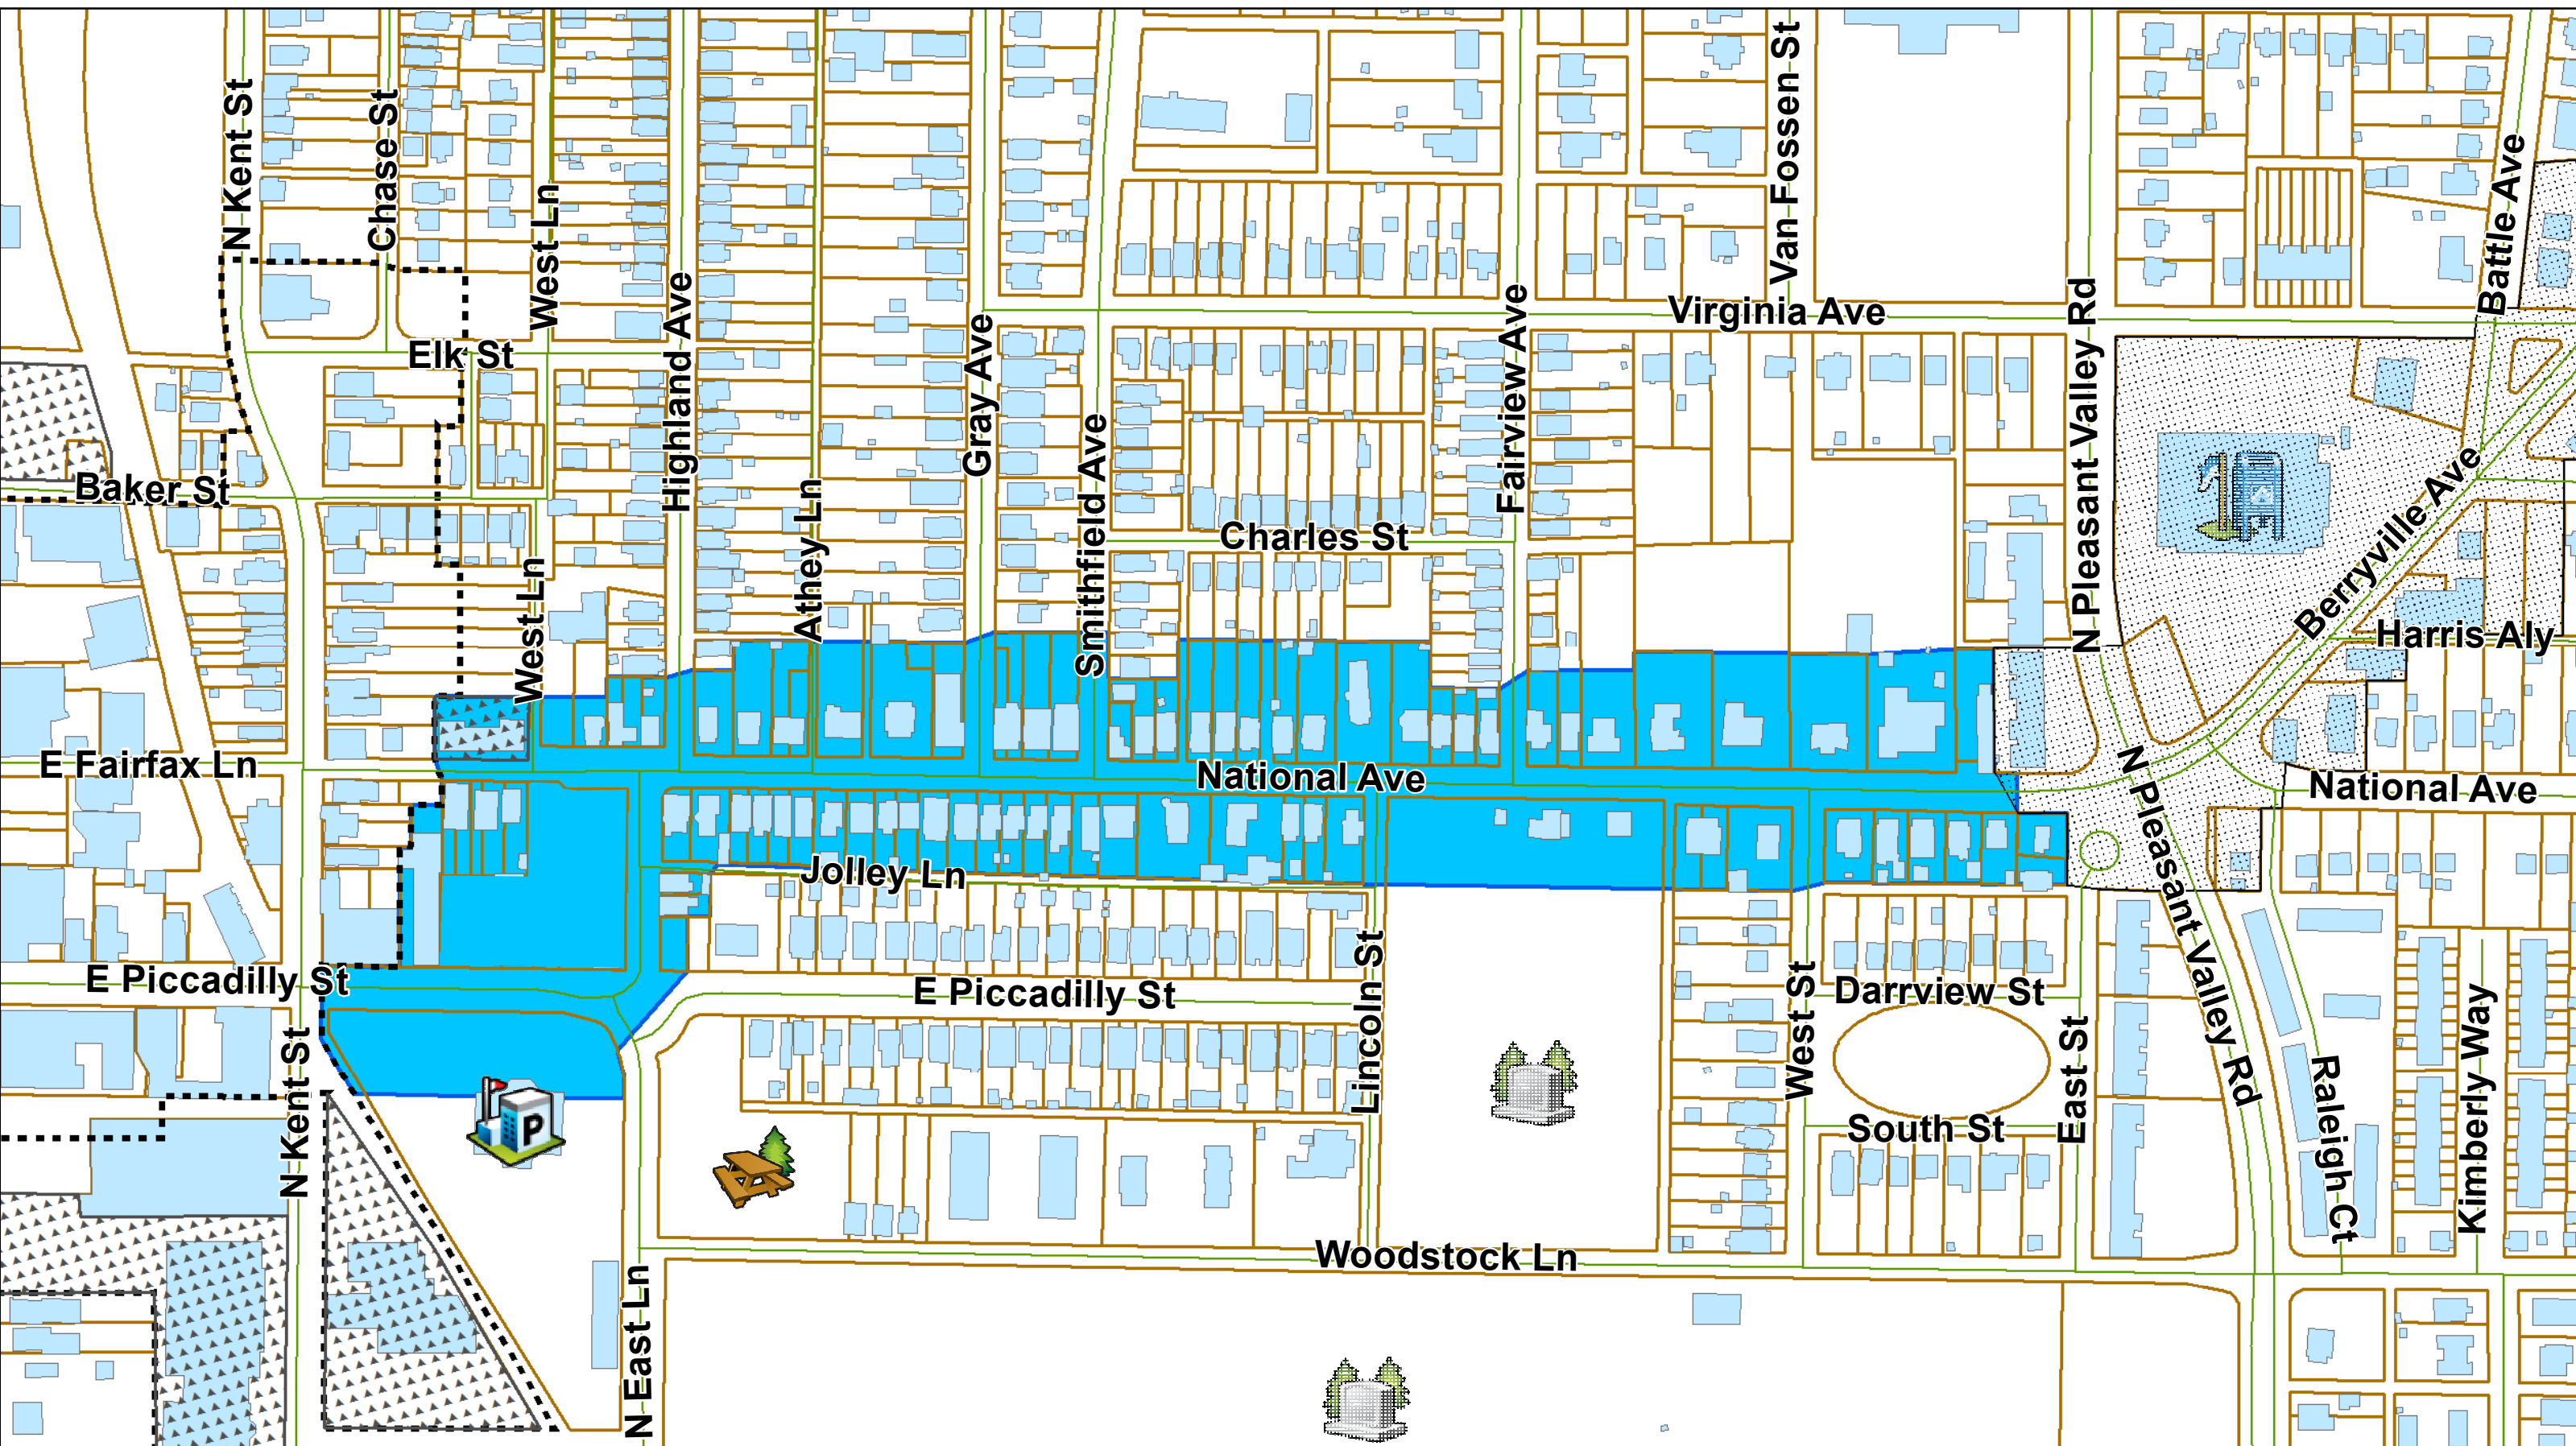 N Kent St
Chase St
West Ln
Highland Ave
Van Fossen St
Battle Ave
Virginia Ave
N Pleasant Valley Rd
Elk St
Gray Ave
Fairview Ave
Smithfield Ave
Baker St
Athey Ln
Charles St
Berryville Ave
Harris Aly
West Ln
E Fairfax Ln
National Ave
National Ave
N Pleasant Valley Rd
Jolley Ln
E Piccadilly St
E Piccadilly St
Lincoln St
West St
Darrview St
East St
Raleigh Ct
Kimberly Way
N Kent St
P
South St
Woodstock Ln
N East Ln